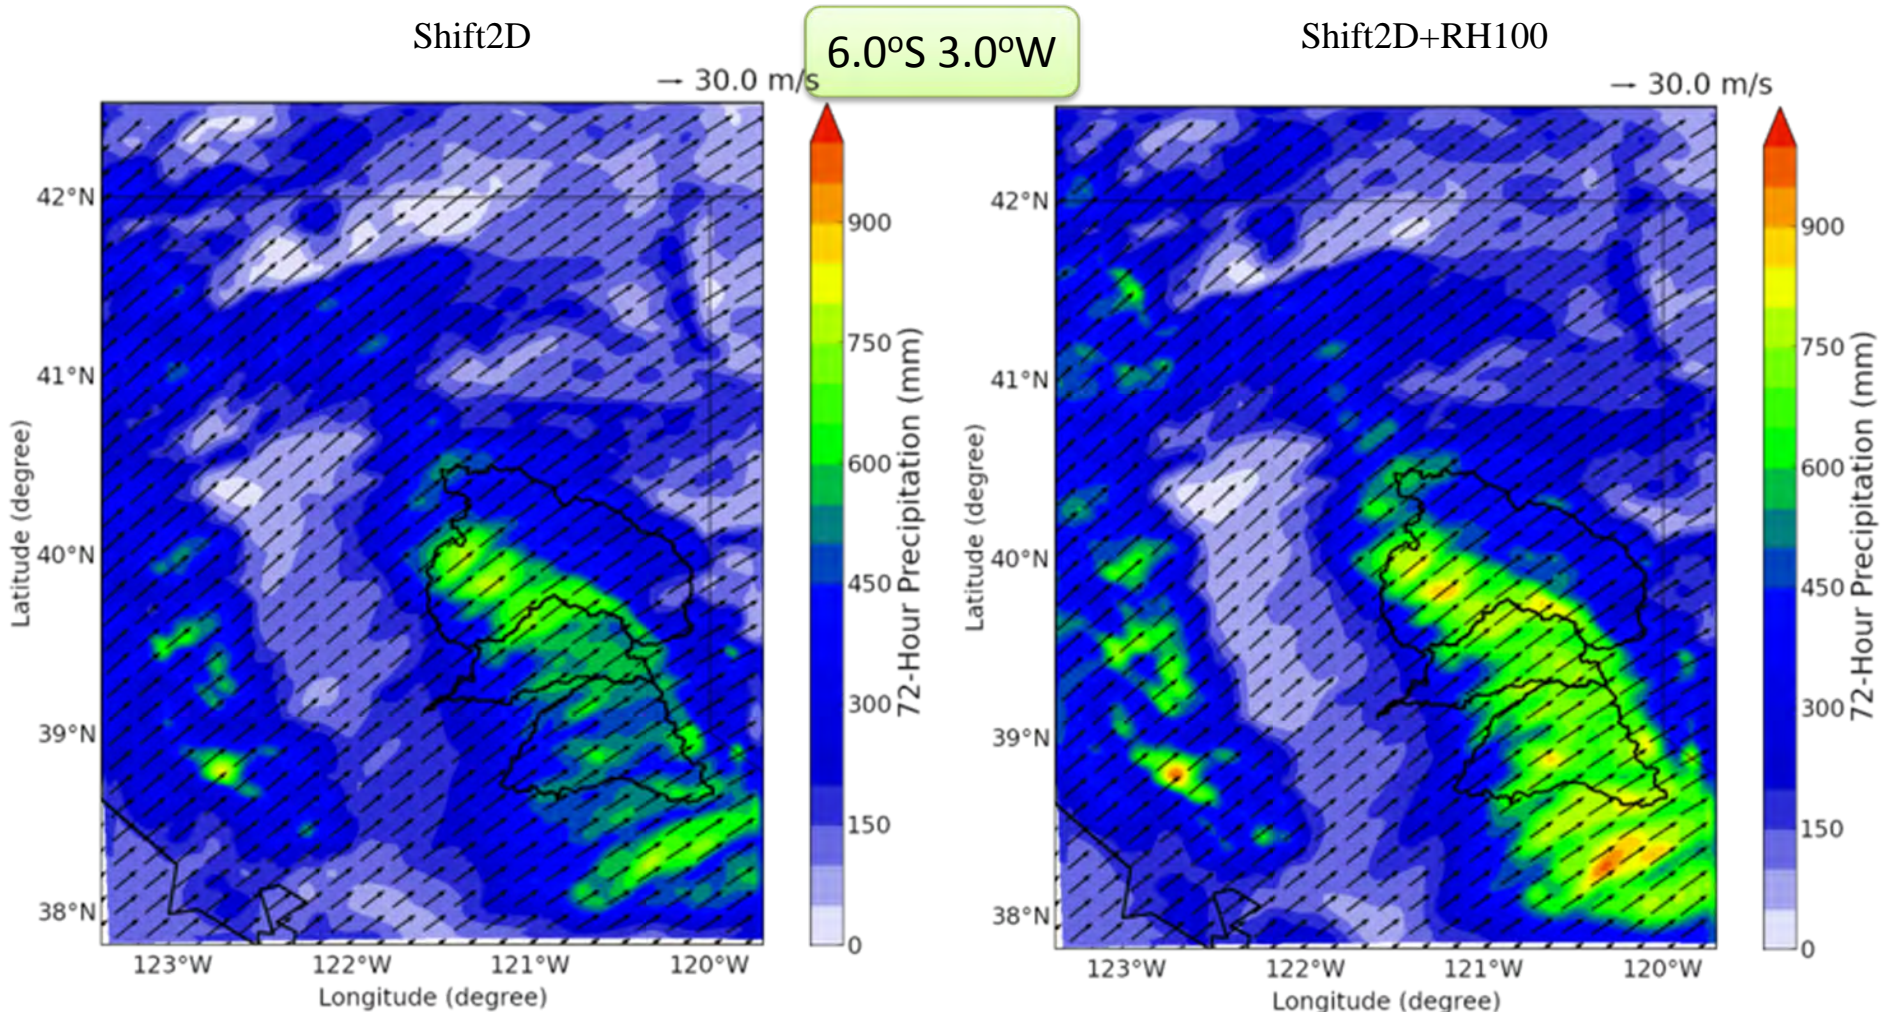 Shift2D
6.0ºS 3.0ºW
Shift2D+RH100
→ 30.0 m/s
42°N
41°N
40°N
39°N
38°N
Latitude (degree)
123°W 122°W 121°W 120°W
Longitude (degree)
900
750
600
450
300
150
0
72-Hour Precipitation (mm)
→ 30.0 m/s
42°N
41°N
40°N
39°N
38°N
Latitude (degree)
123°W 122°W 121°W 120°W
Longitude (degree)
900
750
600
450
300
150
0
72-Hour Precipitation (mm)